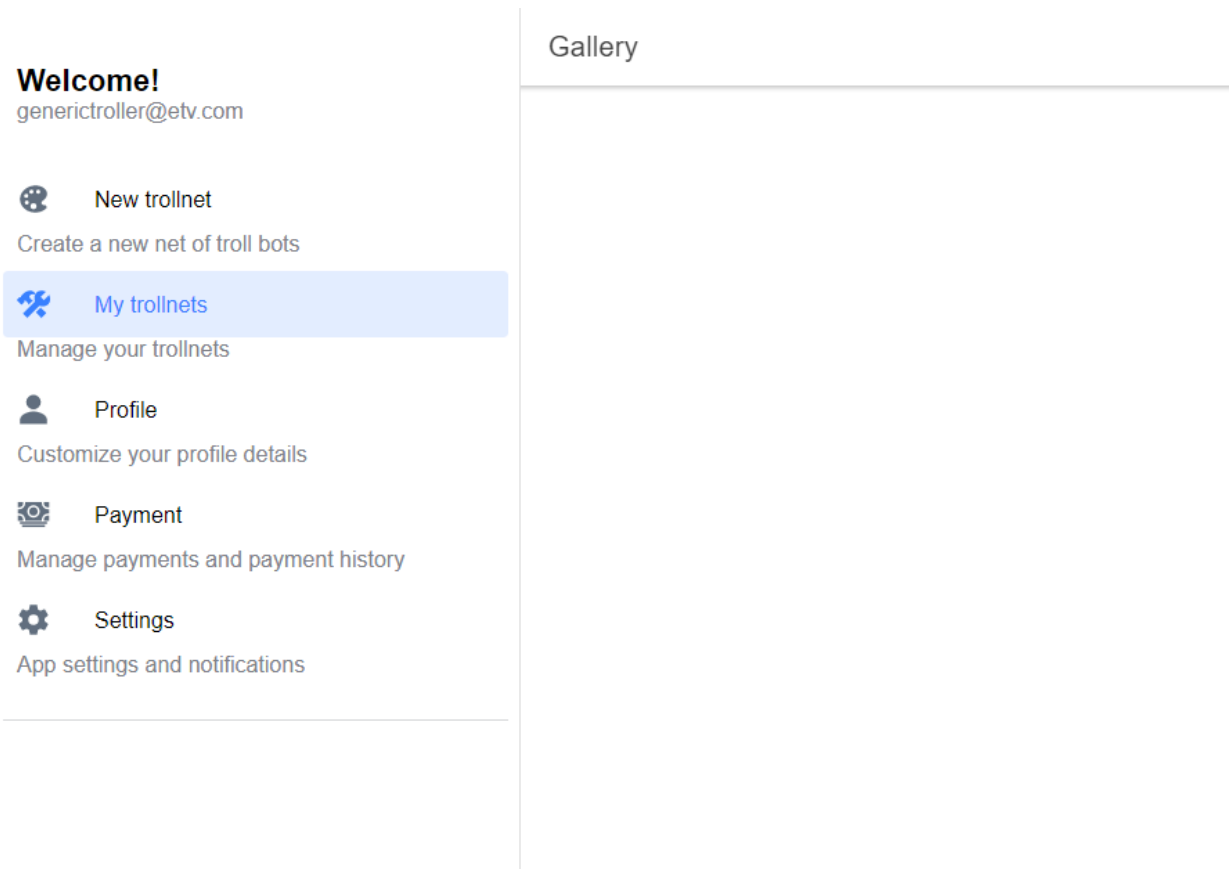 Welcome!
generictroller@etv.com
New trollnet
Create a new net of troll bots
My trollnets
Manage your trollnets
Profile
Customize your profile details
Payment
Manage payments and payment history
Settings
App settings and notifications
Gallery